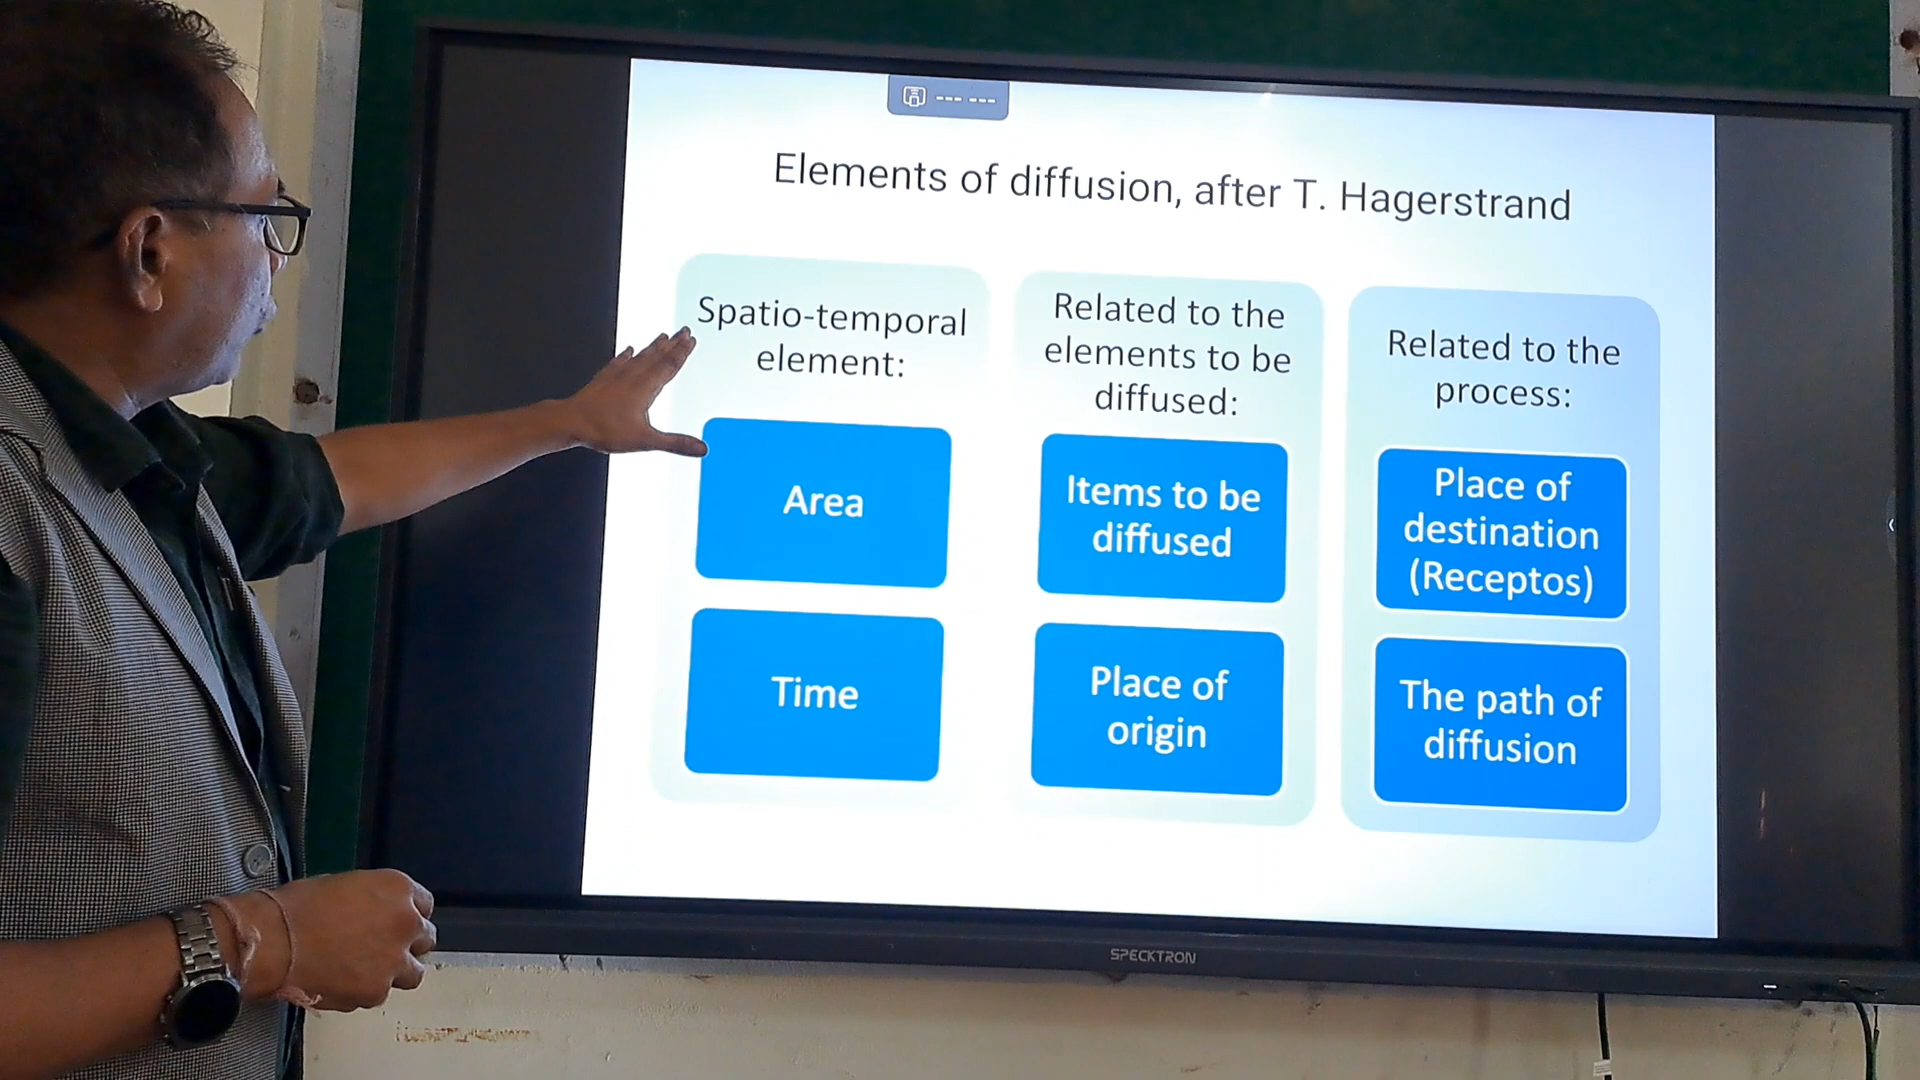 Elements of diffusion, after T. Hagerstrand
Spatio-temporal
element:
Area
Time
Related to the
elements to be
diffused:
Items to be
diffused
Place of
origin
Related to the
process:
Place of
destination
(Receptos)
The path of
diffusion
SPECKTRON